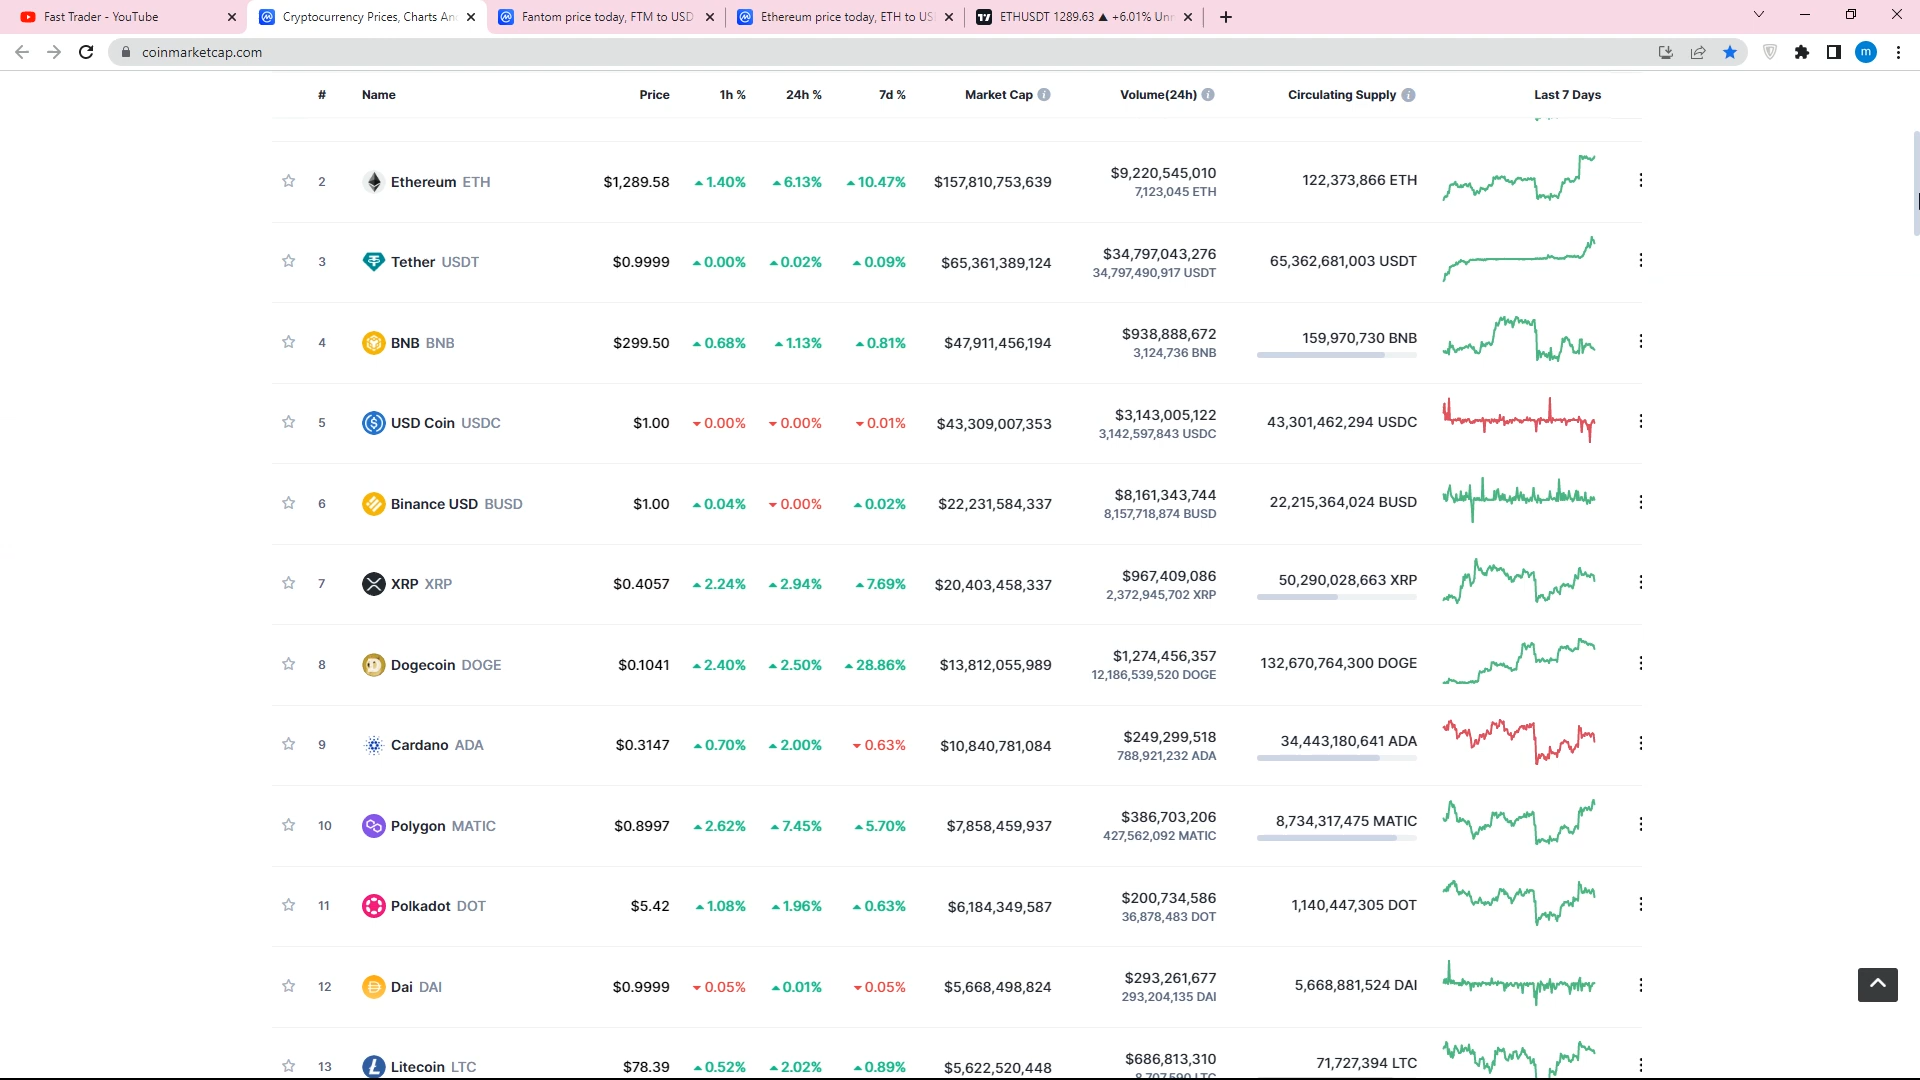 Fast Trader - YouTube
Cryptocurrency Prices, Charts An
Fantom price today, FTM to USD
Ethereum price today, ETH to US
ETHUSDT 1289.63 ▲ +6.01% Unn
coinmarketcap.com
m
# Name Price 1h % 24h % 7d % Market Cap Volume(24h) Circulating Supply Last 7 Days
2 Ethereum ETH $1,289.58 1.40% 6.13% 10.47% $157,810,753,639 $9,220,545,010 122,373,866 ETH
7,123,045 ETH
3 Tether USDT $0.9999 0.00% 0.02% 0.09% $65,361,389,124 $34,797,043,276 65,362,681,003 USDT
34,797,490,917 USDT
4 BNB BNB $299.50 0.68% 1.13% 0.81% $47,911,456,194 $938,888,672 159,970,730 BNB
3,124,736 BNB
5 USD Coin USDC $1.00 0.00% 0.00% 0.01% $43,309,007,353 $3,143,005,122 43,301,462,294 USDC
3,142,597,843 USDC
6 Binance USD BUSD $1.00 0.04% 0.00% 0.02% $22,231,584,337 $8,161,343,744 22,215,364,024 BUSD
8,157,718,874 BUSD
7 XRP XRP $0.4057 2.24% 2.94% 7.69% $20,403,458,337 $967,409,086 50,290,028,663 XRP
2,372,945,702 XRP
8 Dogecoin DOGE $0.1041 2.40% 2.50% 28.86% $13,812,055,989 $1,274,456,357 132,670,764,300 DOGE
12,186,539,520 DOGE
9 Cardano ADA $0.3147 0.70% 2.00% 0.63% $10,840,781,084 $249,299,518 34,443,180,641 ADA
788,921,232 ADA
10 Polygon MATIC $0.8997 2.62% 7.45% 5.70% $7,858,459,937 $386,703,206 8,734,317,475 MATIC
427,562,092 MATIC
11 Polkadot DOT $5.42 1.08% 1.96% 0.63% $6,184,349,587 $200,734,586 1,140,447,305 DOT
36,878,483 DOT
12 Dai DAI $0.9999 0.05% 0.01% 0.05% $5,668,498,824 $293,261,677 5,668,881,524 DAI
293,204,135 DAI
13 Litecoin LTC $78.39 0.52% 2.02% 0.89% $5,622,520,448 $686,813,310 71,727,394 LTC